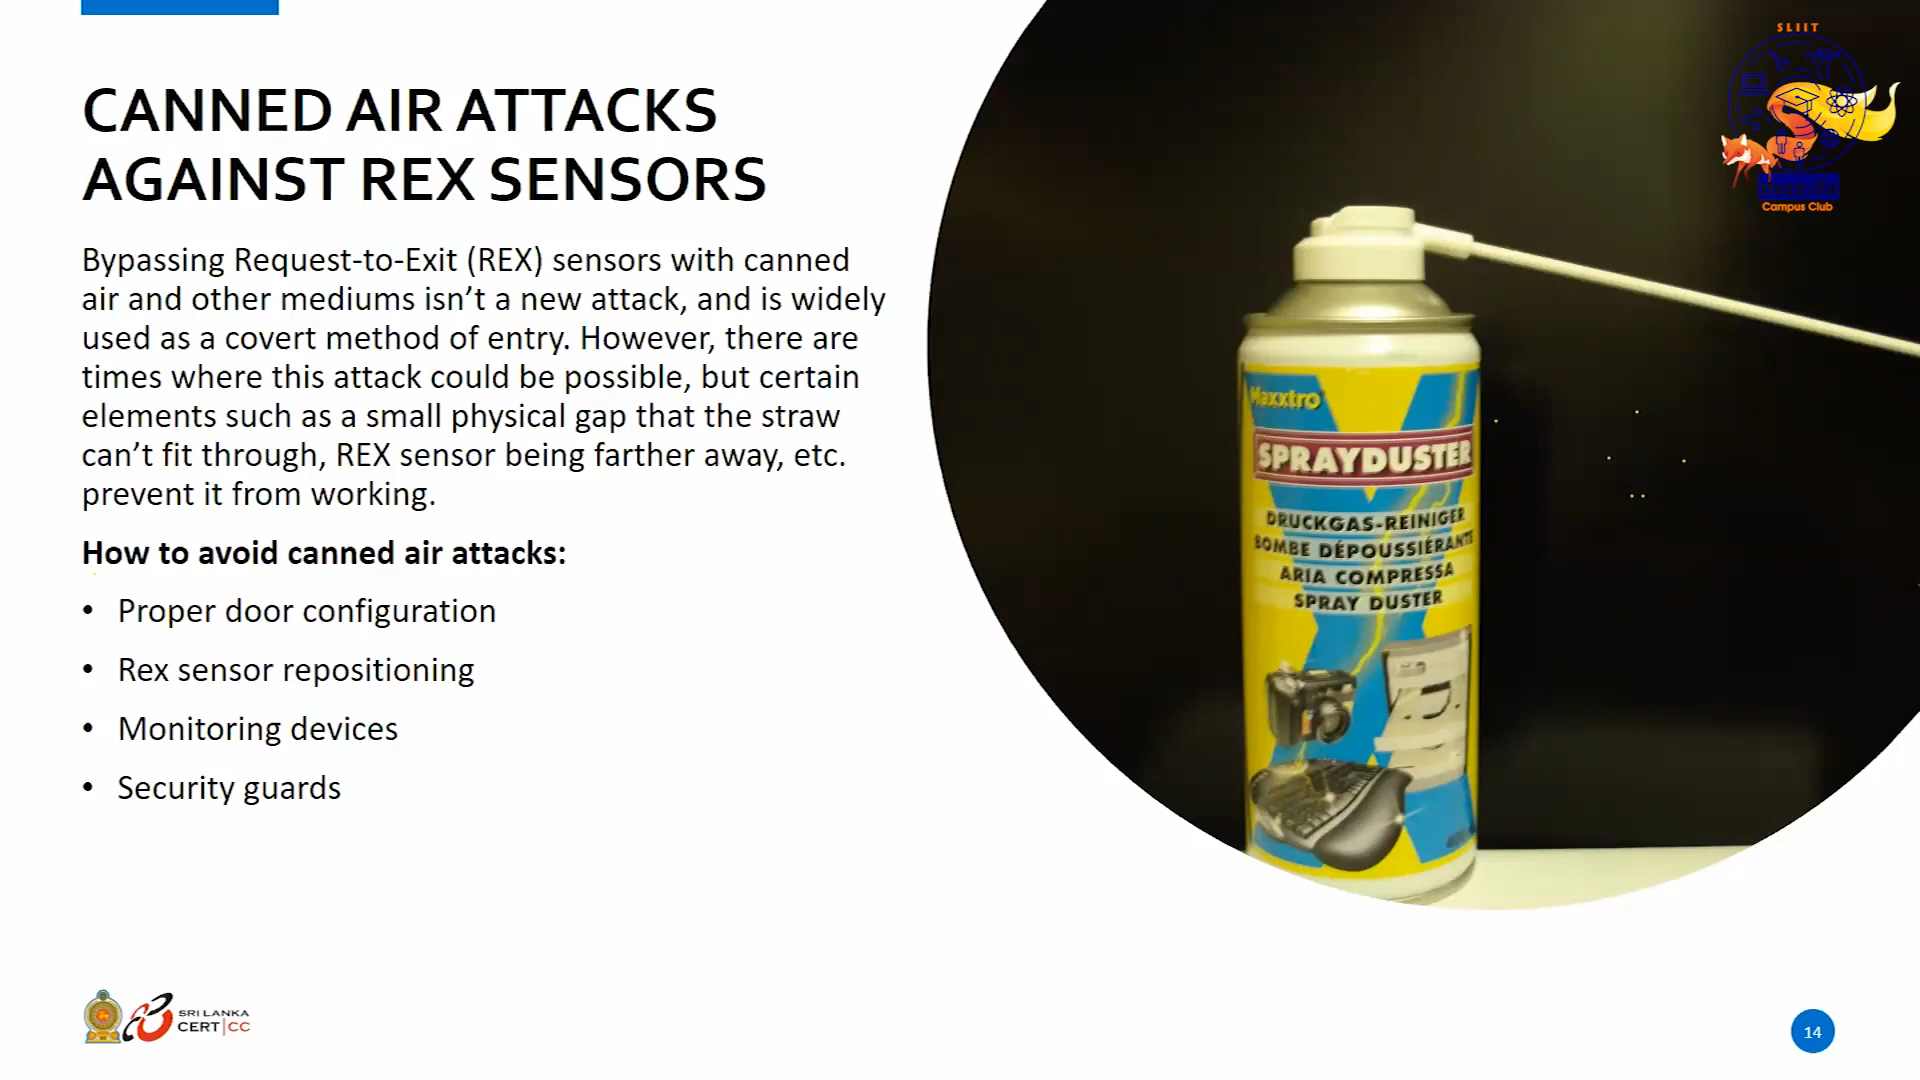 SLIIT
CANNED AIR ATTACKS
AGAINST REX SENSORS
Campus Club
Bypassing Request-to-Exit (REX) sensors with canned
air and other mediums isn’t a new attack, and is widely
used as a covert method of entry. However, there are
times where this attack could be possible, but certain
elements such as a small physical gap that the straw
can’t fit through, REX sensor being farther away, etc.
prevent it from working.
How to avoid canned air attacks:
• Proper door configuration
• Rex sensor repositioning
• Monitoring devices
• Security guards
Maxxtro
SPRAYDUSTER
DRUCKGAS-REINIGER
BOMBE DÉPOUSSIÉRANTE
ARIA COMPRESSA
SPRAY DUSTER
SRI LANKA
CERT|CC
14